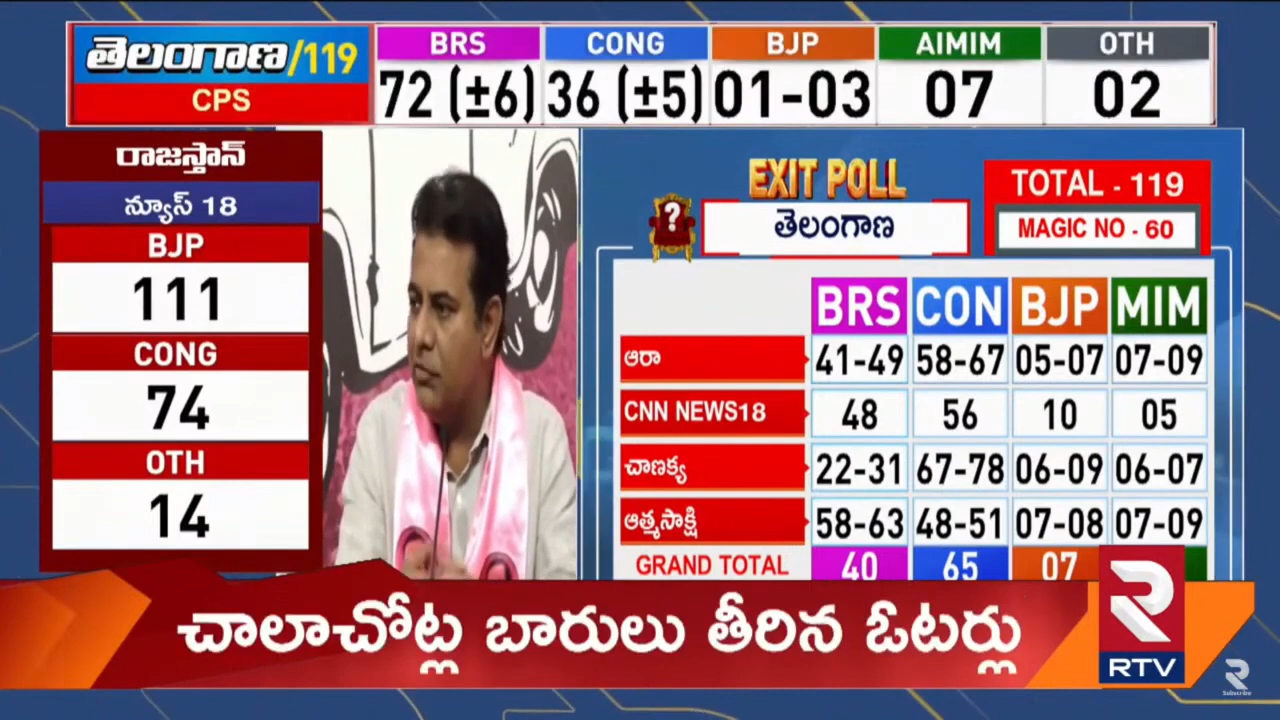 తెలంగాణ/119 BRS CONG BJP AIMIM OTH
CPS 72 (±6) 36 (±5) 01-03 07 02
రాజస్తాన్
న్యూస్ 18
BJP
111
CONG
74
OTH
14
EXIT POLL
?
తెలంగాణ
TOTAL - 119
MAGIC NO - 60
BRS CON BJP MIM
ఆరా 41-49 58-67 05-07 07-09
CNN NEWS18 48 56 10 05
చాణక్య 22-31 67-78 06-09 06-07
ఆత్మసాక్షి 58-63 48-51 07-08 07-09
GRAND TOTAL 40 65 07
చాలాచోట్ల బారులు తీరిన ఓటర్లు
R
RTV
R
Subscribe